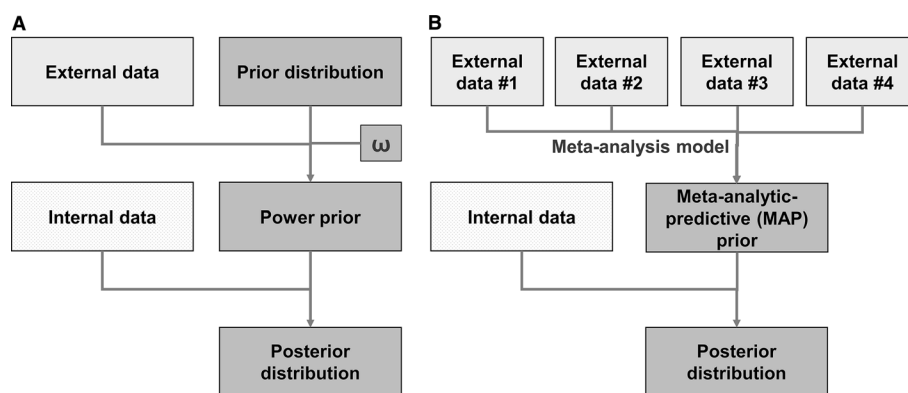 A
External data
Prior distribution
ω
Internal data
Power prior
Posterior
distribution
B
External
data #1
External
data #2
External
data #3
External
data #4
Meta-analysis model
Internal data
Meta-analytic-
predictive (MAP)
prior
Posterior
distribution